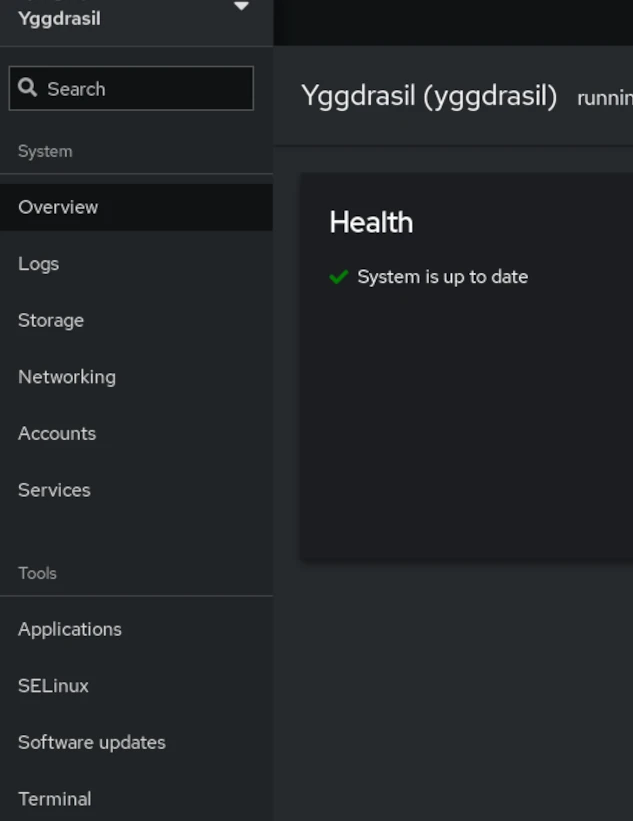 Yggdrasil
Search
System
Overview
Logs
Storage
Networking
Accounts
Services
Tools
Applications
SELinux
Software updates
Terminal
Yggdrasil (yggdrasil)
Health
System is up to date